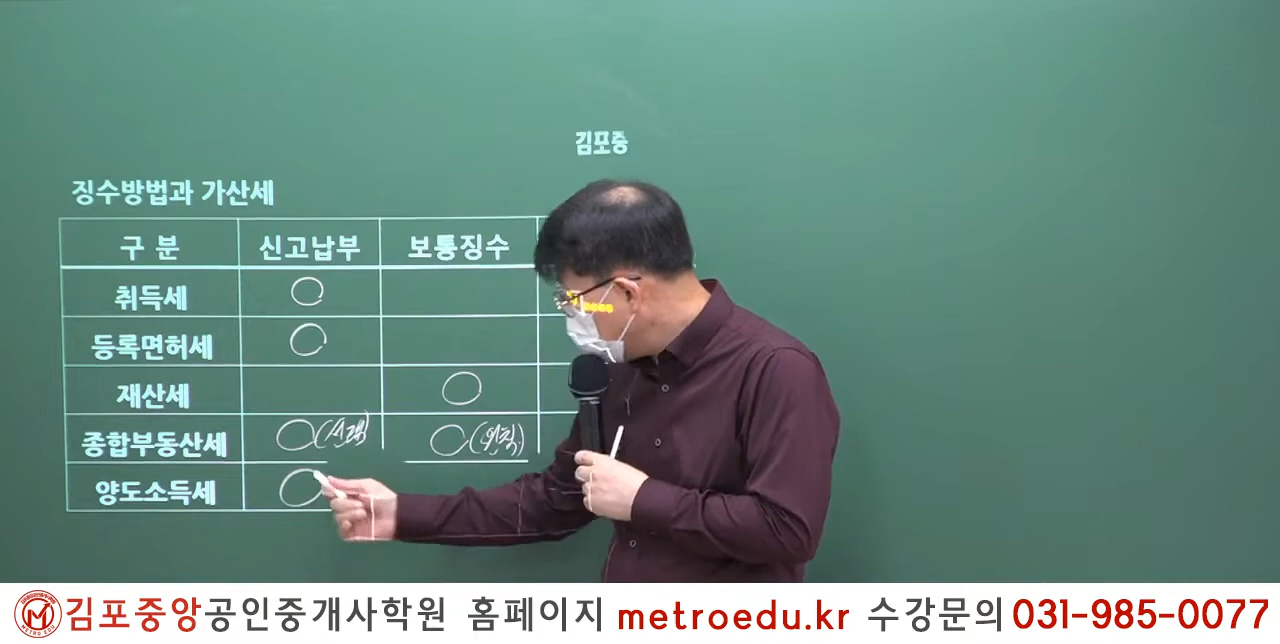 김포중
징수방법과 가산세
구 분 신고납부 보통징수
취득세 ○
등록면허세 ○
재산세 ○
종합부동산세 ○(선택) ○(원칙)
양도소득세 ○
김포중앙공인중개사학원 홈페이지 metroedu.kr 수강문의 031-985-0077